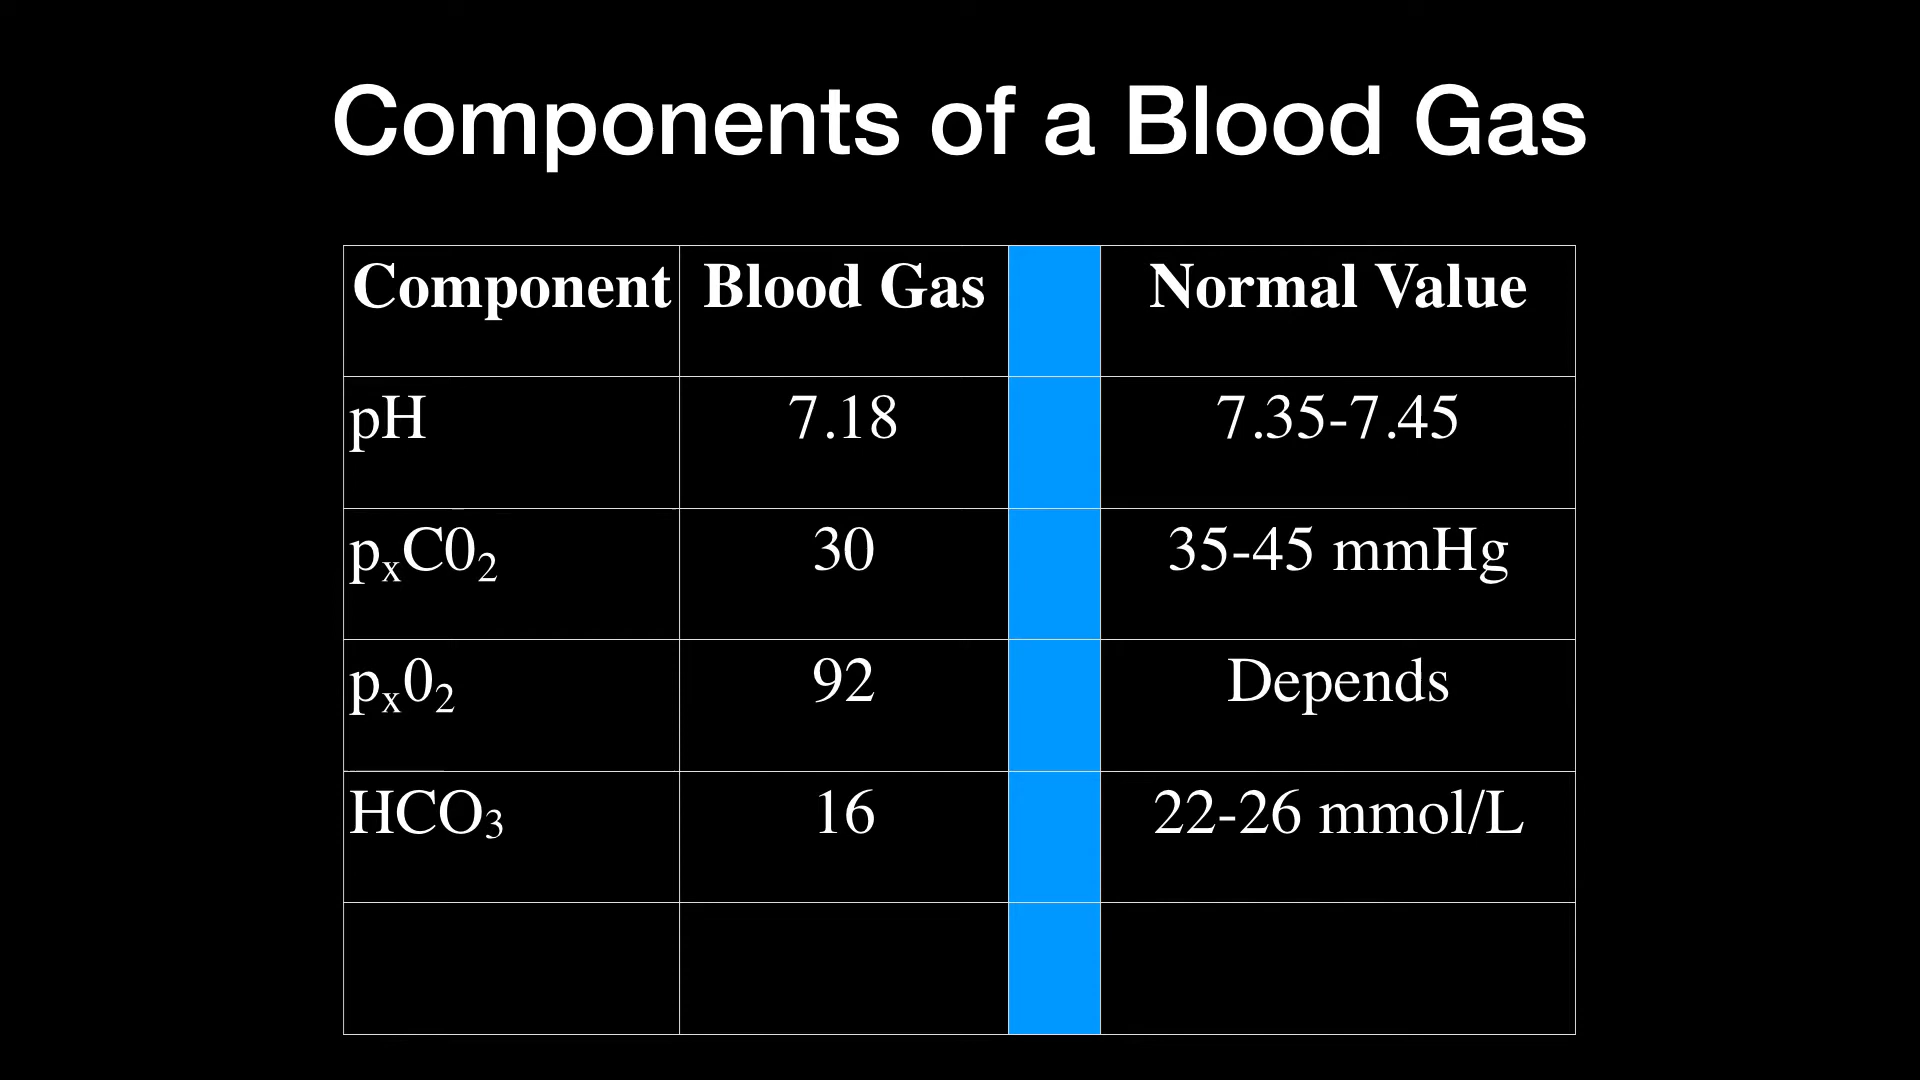 Components of a Blood Gas
Component Blood Gas Normal Value
pH 7.18 7.35-7.45
pₓC0₂ 30 35-45 mmHg
pₓ0₂ 92 Depends
HCO₃ 16 22-26 mmol/L